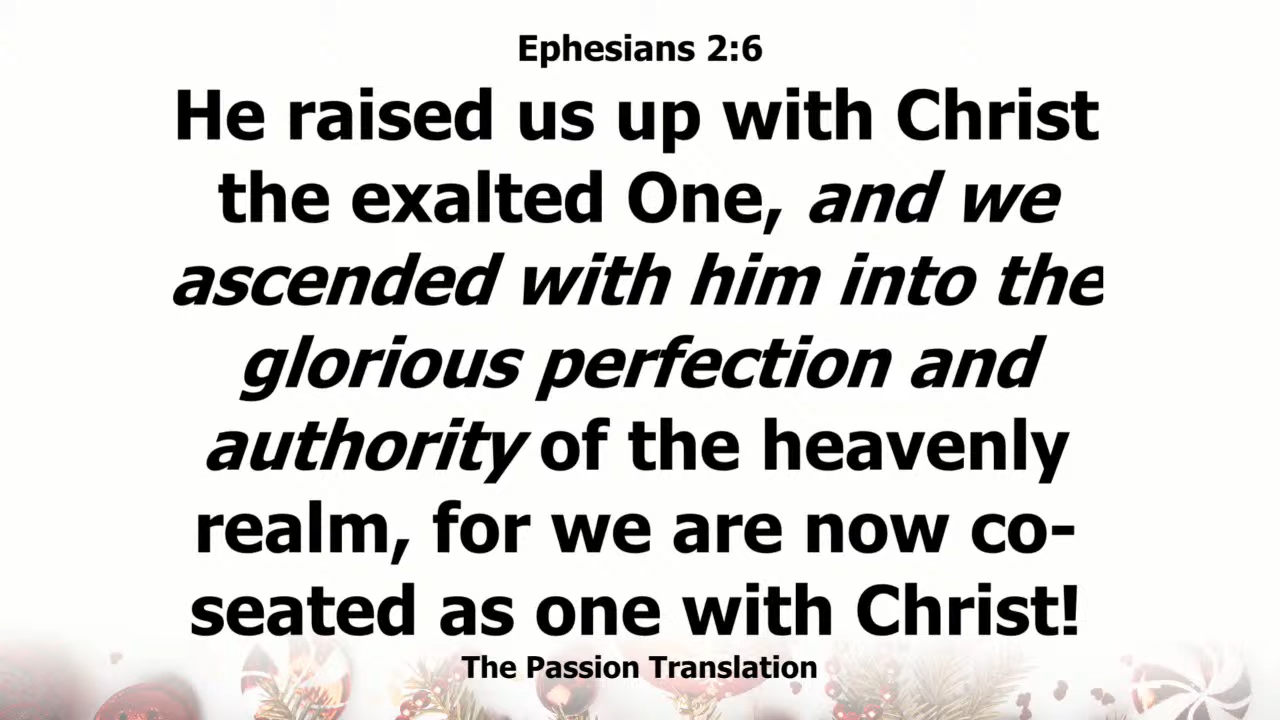 Ephesians 2:6
He raised us up with Christ
the exalted One, and we
ascended with him into the
glorious perfection and
authority of the heavenly
realm, for we are now co-
seated as one with Christ!
The Passion Translation